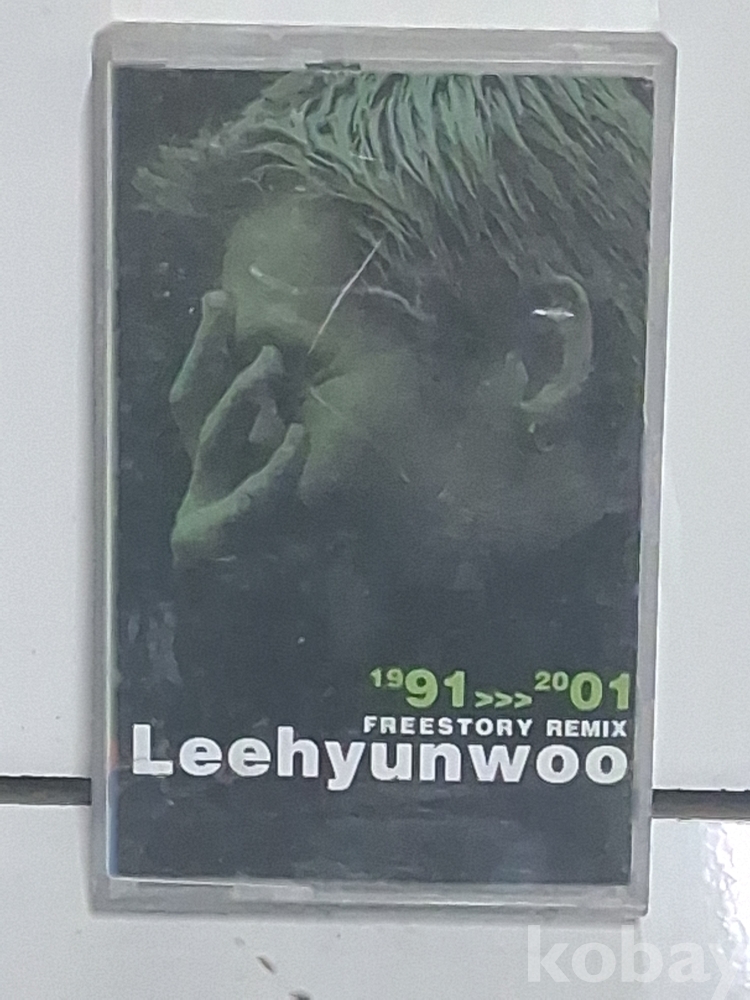 1991>>>2001
FREESTORY REMIX
Leehyunwoo
kobay